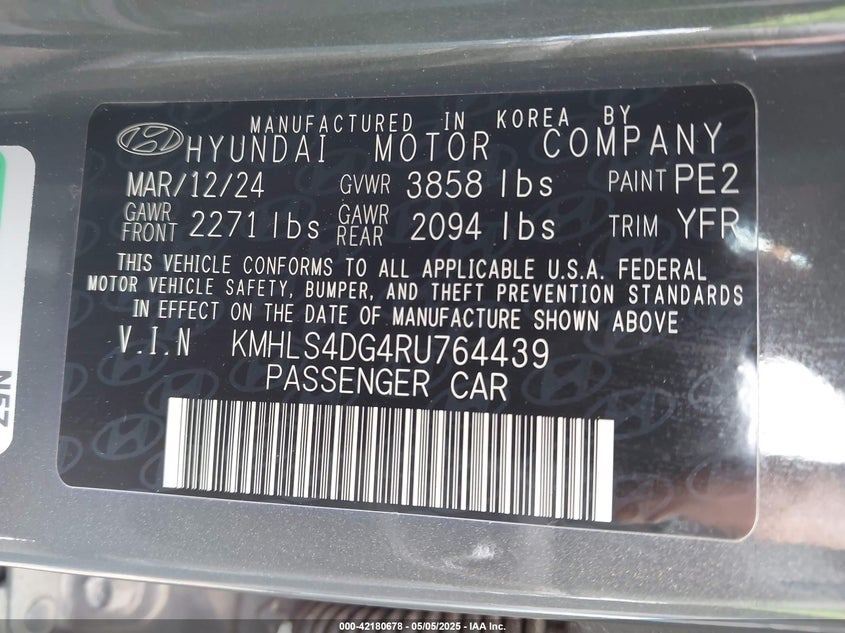 MANUFACTURED IN KOREA BY
HYUNDAI MOTOR COMPANY
MAR/12/24 GVWR 3858 lbs PAINT PE2
GAWR FRONT 2271 lbs GAWR REAR 2094 lbs TRIM YFR
THIS VEHICLE CONFORMS TO ALL APPLICABLE U.S.A. FEDERAL
MOTOR VEHICLE SAFETY, BUMPER, AND THEFT PREVENTION STANDARDS
IN EFFECT ON THE DATE OF MANUFACTURE SHOWN ABOVE
V.I.N KMHLS4DG4RU764439
PASSENGER CAR
N57
000-42180678 - 05/05/2025 - IAA Inc.